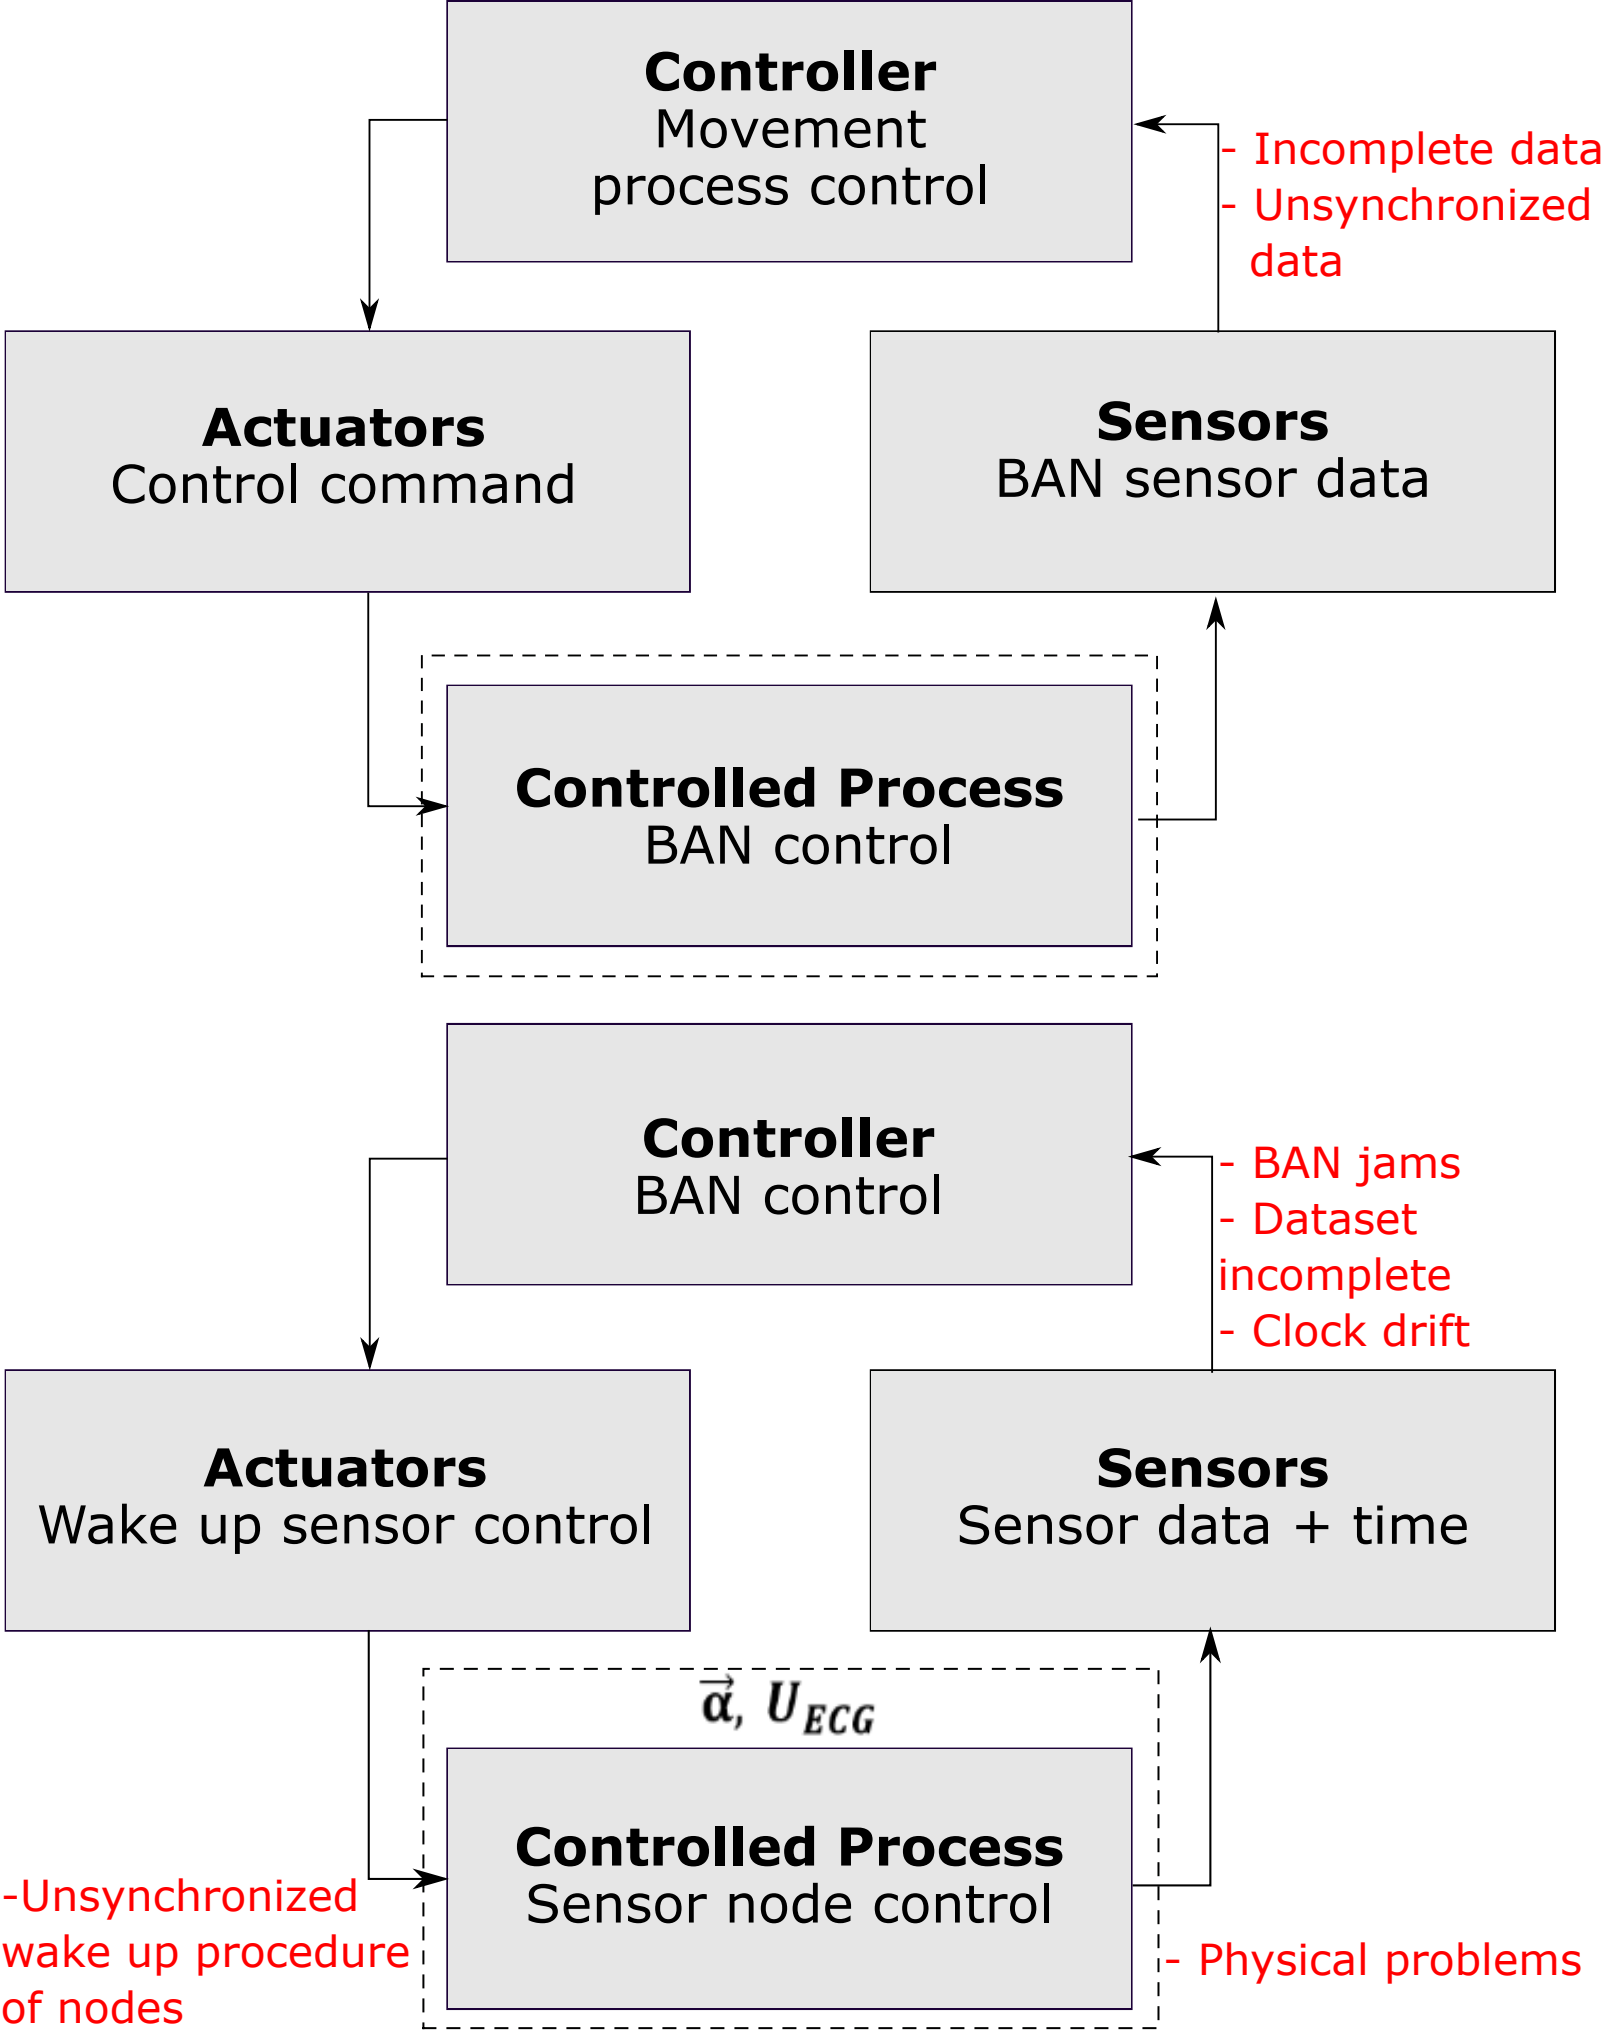 Controller
Movement
process control
- Incomplete data
- Unsynchronized
data
Actuators
Control command
Sensors
BAN sensor data
Controlled Process
BAN control
Controller
BAN control
- BAN jams
- Dataset
incomplete
- Clock drift
Actuators
Wake up sensor control
Sensors
Sensor data + time
α⃗, U_ECG
Controlled Process
Sensor node control
-Unsynchronized
wake up procedure
of nodes
- Physical problems